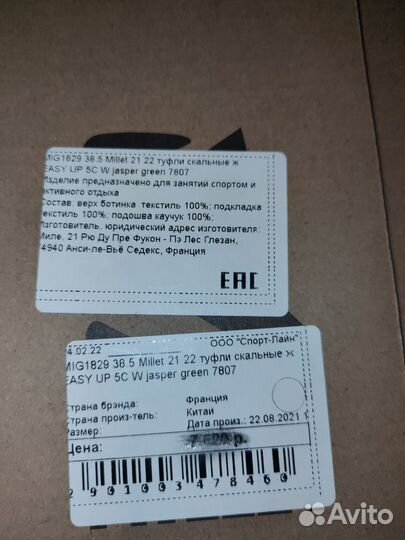 MIG1829 38.5 Millet 21 22 туфли скальные ж
EASY UP 5C W jasper green 7807
Изделие предназначено для занятий спортом и
активного отдыха
Состав: верх ботинка текстиль 100%; подкладка
текстиль 100%; подошва каучук 100%;
Изготовитель, юридический адрес изготовителя:
Миле, 21 Рю Ду Пре Фукон - Пэ Лес Глезан,
74940 Анси-ле-Вьё Седекс, Франция
EAC
24.02.22 ООО "Спорт-Лайн"
MIG1829 38.5 Millet 21 22 туфли скальные ж
EASY UP 5C W jasper green 7807
Страна брэнда: Франция
Страна произ-тель: Китай
Размер: Дата произ.: 22.08.2021
Цена: р.
2901003478460
Avito